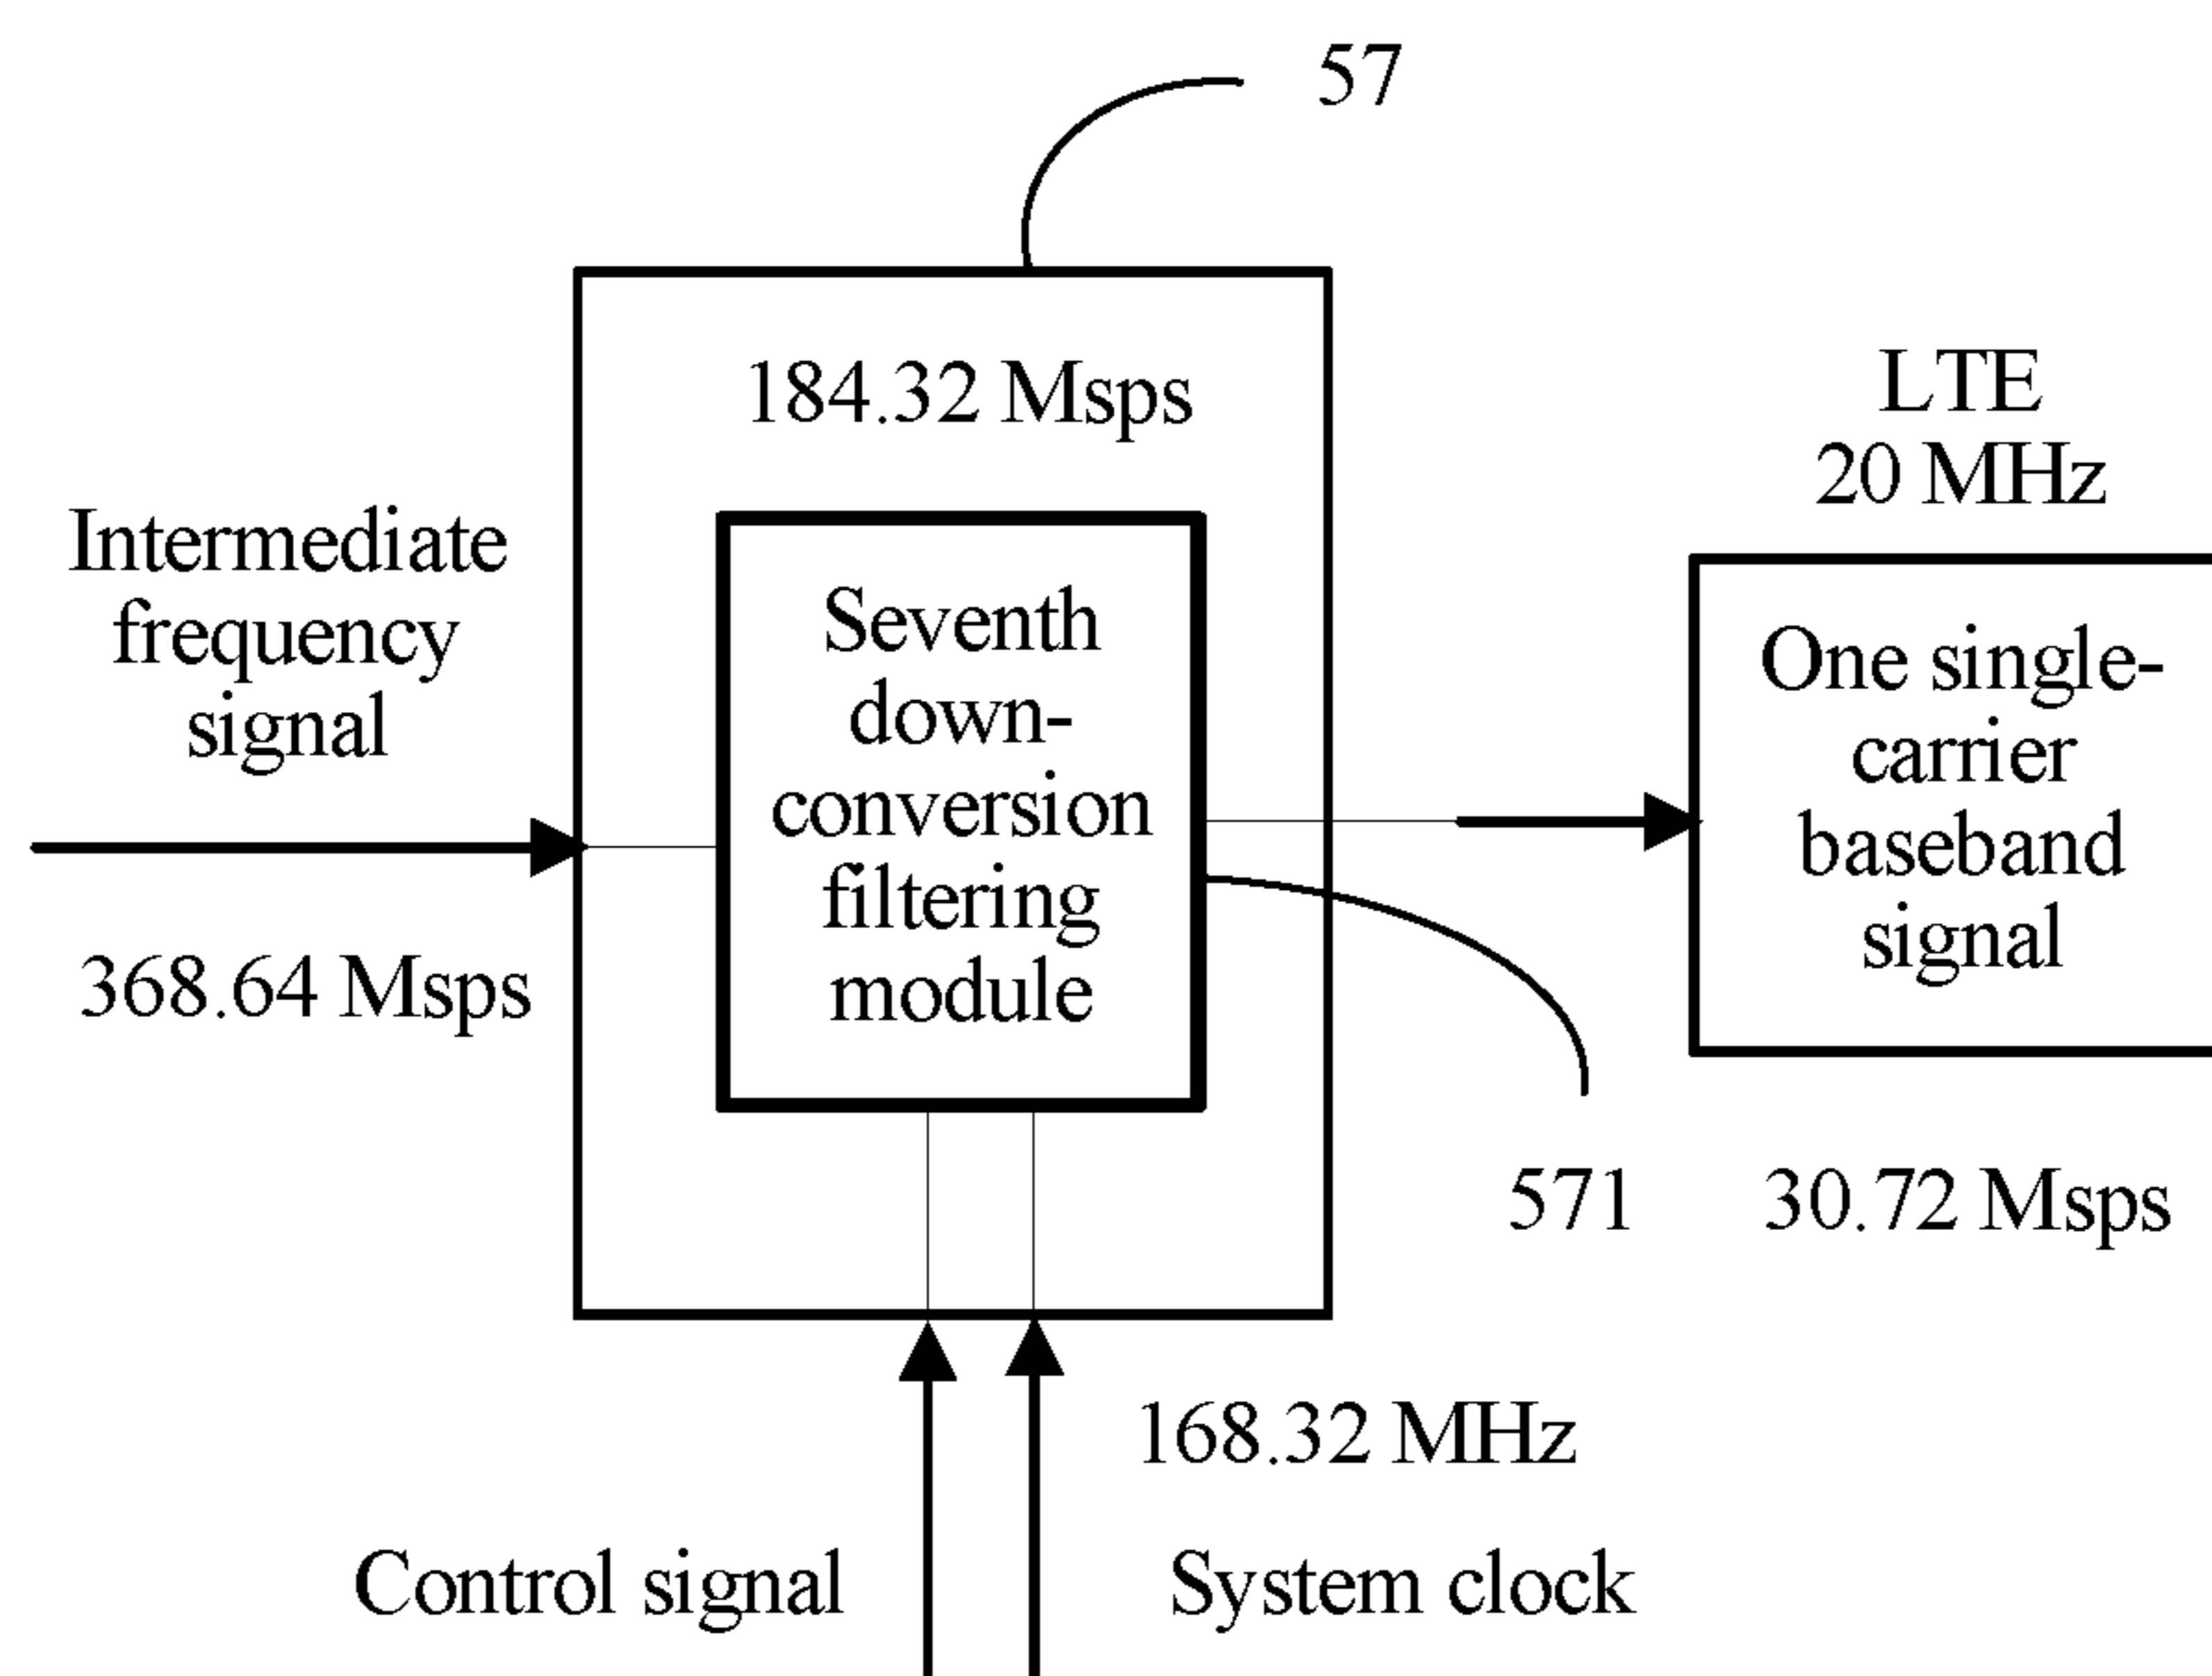 57
184.32 Msps
LTE
20 MHz
Intermediate
frequency
signal
Seventh
down-
conversion
filtering
module
One single-
carrier
baseband
signal
368.64 Msps
571
30.72 Msps
168.32 MHz
Control signal
System clock